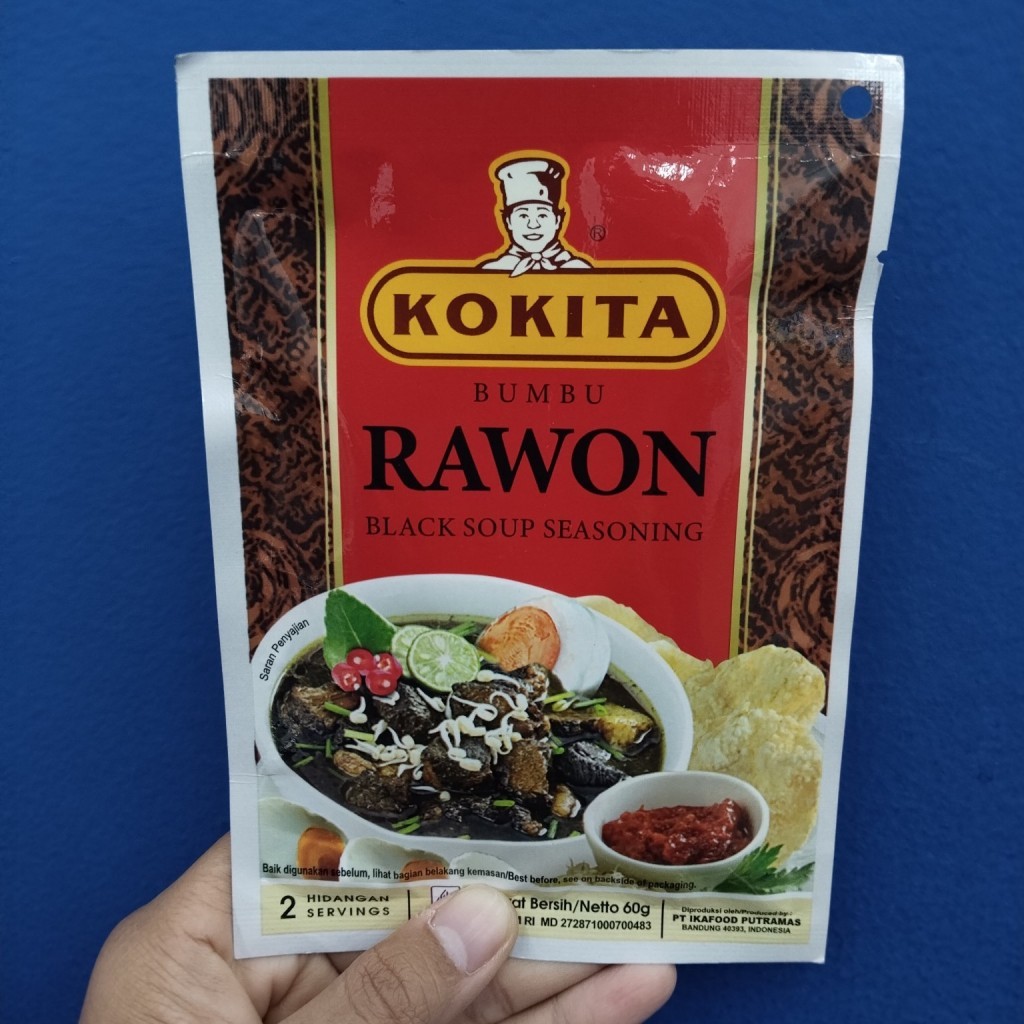 ®
KOKITA
BUMBU
RAWON
BLACK SOUP SEASONING
Saran Penyajian
Baik digunakan sebelum, lihat bagian belakang kemasan/Best before, see on backside of packaging.
2 HIDANGAN
SERVINGS
Bersih/Netto 60g
RI MD 272871000700483
Diproduksi oleh/Produced by:
PT IKAFOOD PUTRAMAS
BANDUNG 40393, INDONESIA